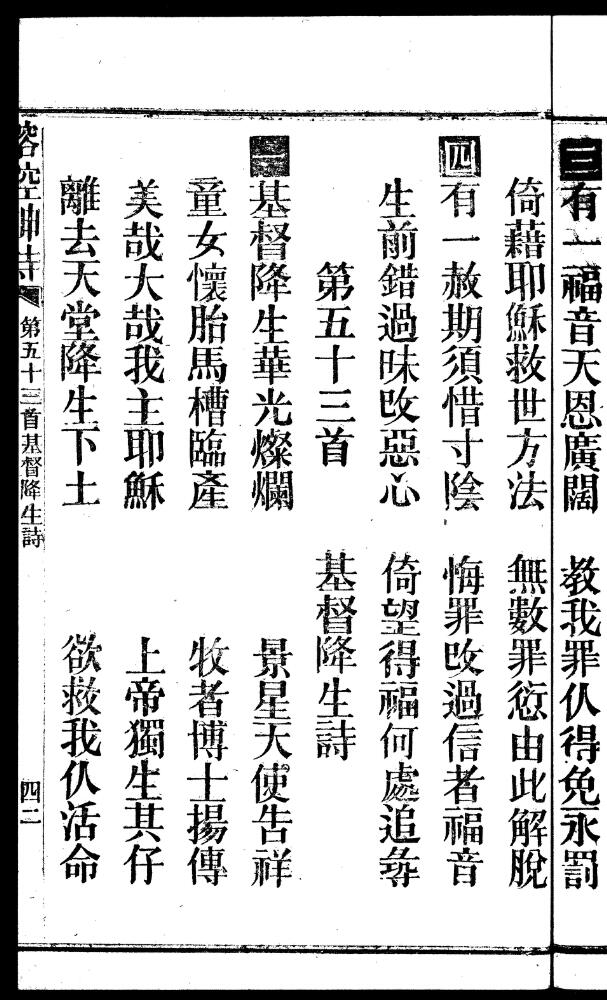 三 有一福音天恩廣闊 教我罪仈得免永罰
倚藉耶穌救世方法 無數罪愆由此解脫
四 有一赦期須惜寸陰 悔罪改過信者福音
生前錯過昧改惡心 倚望得福何處追尋
第五十三首 基督降生詩
一 基督降生華光燦爛 景星天使告祥
童女懷胎馬槽臨產 牧者博士揚傳
美哉大哉我主耶穌 上帝獨生其仔
離去天堂降生下土 欲救我仈活命
榕空神詩 第五十三首基督降生詩 四二